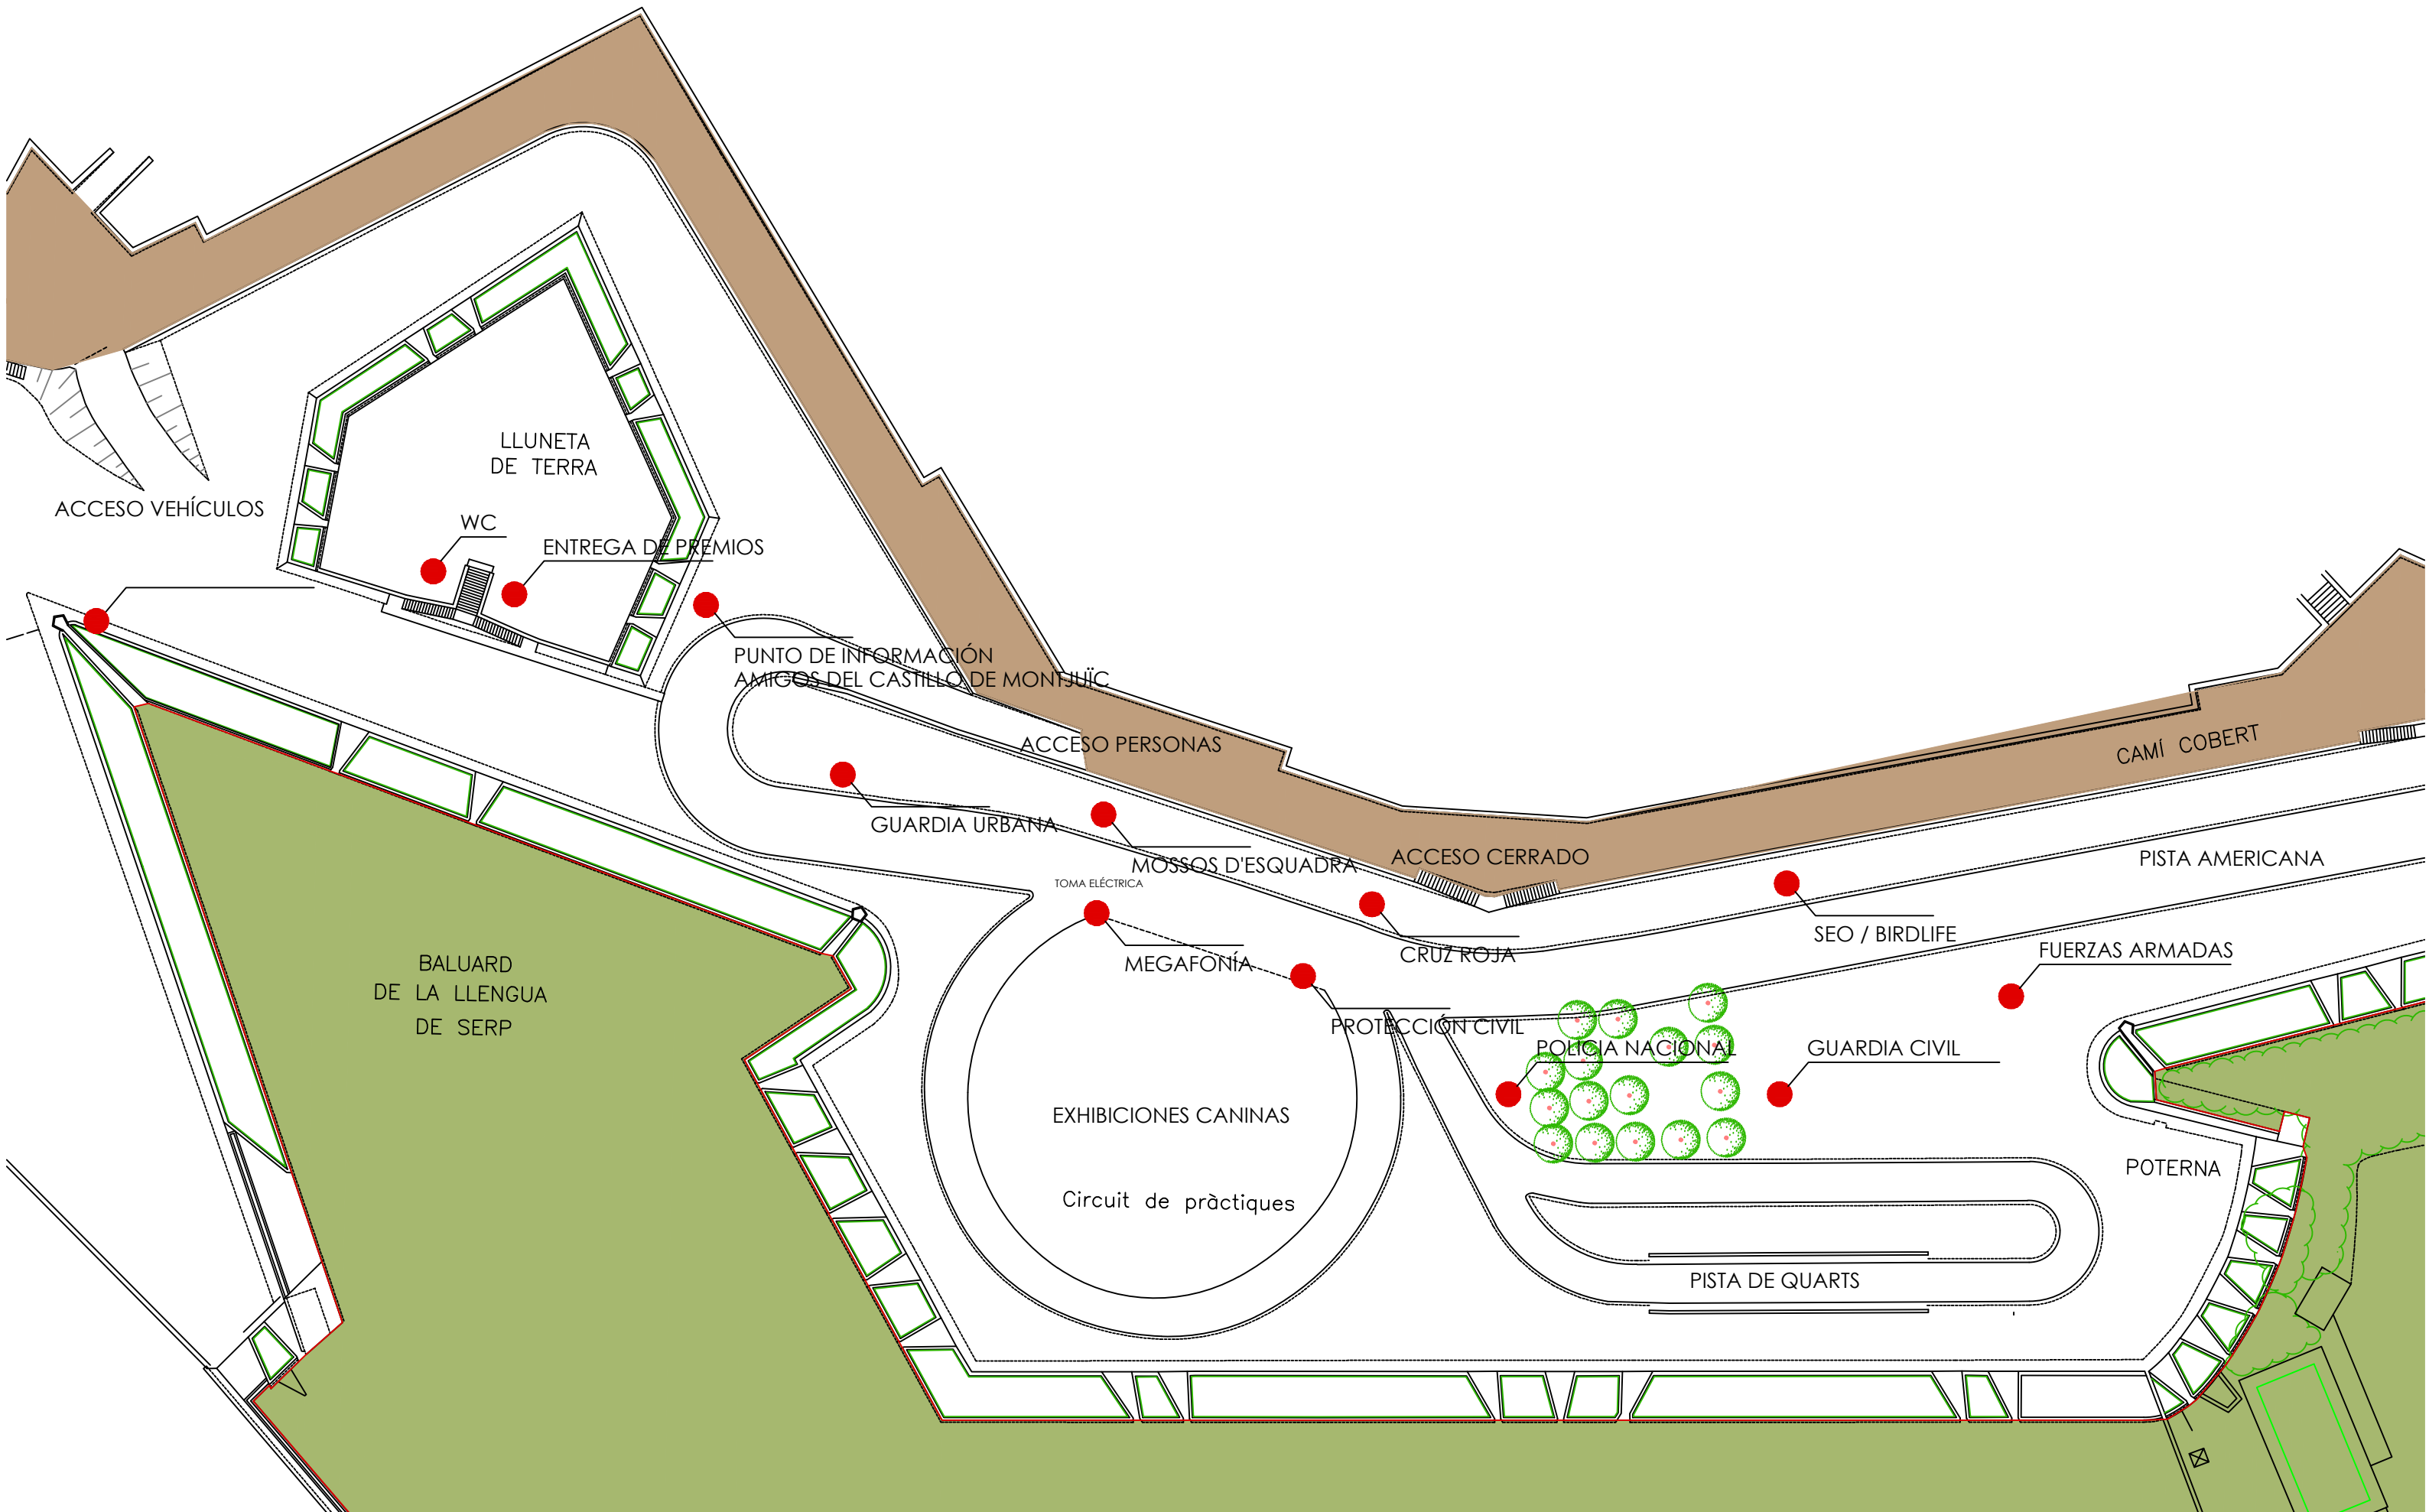 LLUNETA
DE TERRA
ACCESO VEHÍCULOS
WC
ENTREGA DE PREMIOS
PUNTO DE INFORMACIÓN
AMIGOS DEL CASTILLO DE MONTJUÏC
ACCESO PERSONAS
CAMÍ COBERT
GUARDIA URBANA
MOSSOS D'ESQUADRA
ACCESO CERRADO
PISTA AMERICANA
TOMA ELÉCTRICA
SEO / BIRDLIFE
CRUZ ROJA
MEGAFONÍA
FUERZAS ARMADAS
BALUARD
DE LA LLENGUA
DE SERP
PROTECCIÓN CIVIL
POLICIA NACIONAL
GUARDIA CIVIL
EXHIBICIONES CANINAS
POTERNA
Circuit de pràctiques
PISTA DE QUARTS